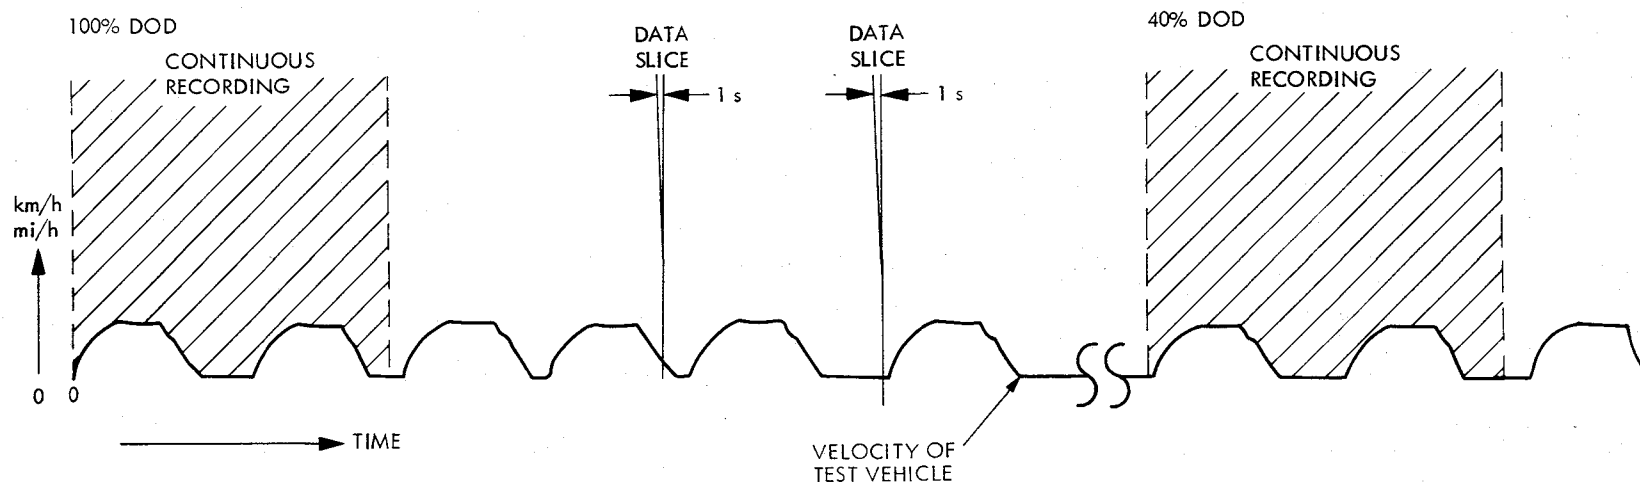 100% DOD
CONTINUOUS
RECORDING
DATA
SLICE
1 s
DATA
SLICE
1 s
40% DOD
CONTINUOUS
RECORDING
km/h
mi/h
0
0
TIME
VELOCITY OF
TEST VEHICLE